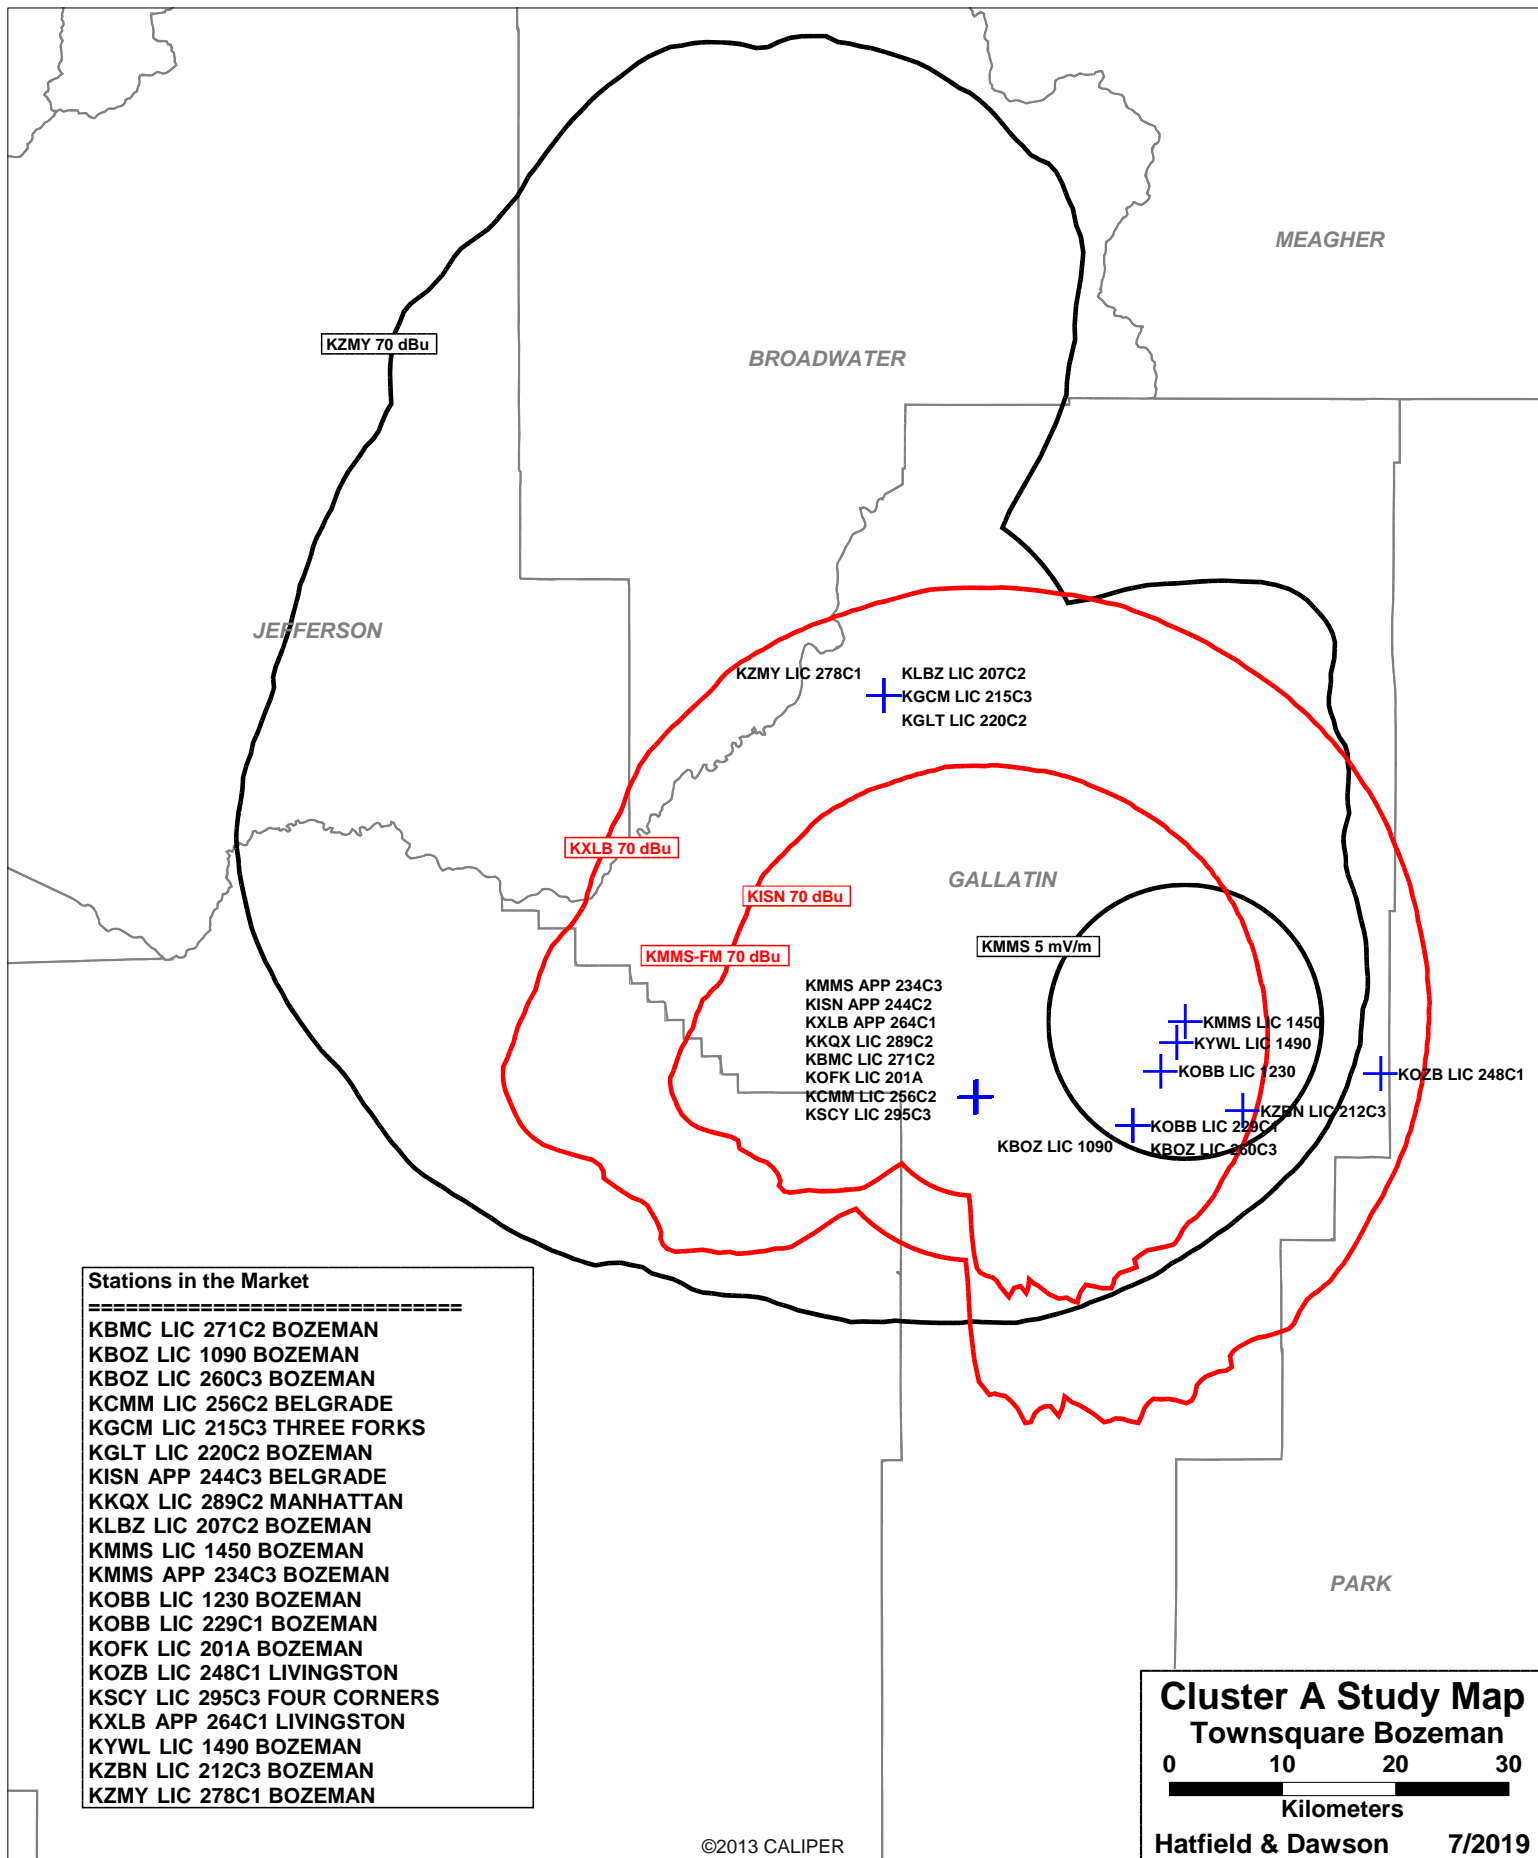 MEAGHER
KZMY 70 dBu
BROADWATER
JEFFERSON
KZMY LIC 278C1
KLBZ LIC 207C2
KGCM LIC 215C3
KGLT LIC 220C2
KXLB 70 dBu
GALLATIN
KISN 70 dBu
KMMS 5 mV/m
KMMS-FM 70 dBu
KMMS APP 234C3
KISN APP 244C2
KXLB APP 264C1
KKQX LIC 289C2
KBMC LIC 271C2
KOFK LIC 201A
KCMM LIC 256C2
KSCY LIC 295C3
KMMS LIC 1450
KYWL LIC 1490
KOBB LIC 1230
KOZB LIC 248C1
KZBN LIC 212C3
KOBB LIC 229C1
KBOZ LIC 1090
KBOZ LIC 260C3
Stations in the Market
==============================
KBMC LIC 271C2 BOZEMAN
KBOZ LIC 1090 BOZEMAN
KBOZ LIC 260C3 BOZEMAN
KCMM LIC 256C2 BELGRADE
KGCM LIC 215C3 THREE FORKS
KGLT LIC 220C2 BOZEMAN
KISN APP 244C3 BELGRADE
KKQX LIC 289C2 MANHATTAN
KLBZ LIC 207C2 BOZEMAN
KMMS LIC 1450 BOZEMAN
KMMS APP 234C3 BOZEMAN
KOBB LIC 1230 BOZEMAN
KOBB LIC 229C1 BOZEMAN
KOFK LIC 201A BOZEMAN
KOZB LIC 248C1 LIVINGSTON
KSCY LIC 295C3 FOUR CORNERS
KXLB APP 264C1 LIVINGSTON
KYWL LIC 1490 BOZEMAN
KZBN LIC 212C3 BOZEMAN
KZMY LIC 278C1 BOZEMAN
PARK
Cluster A Study Map
Townsquare Bozeman
0 10 20 30
Kilometers
Hatfield & Dawson 7/2019
©2013 CALIPER